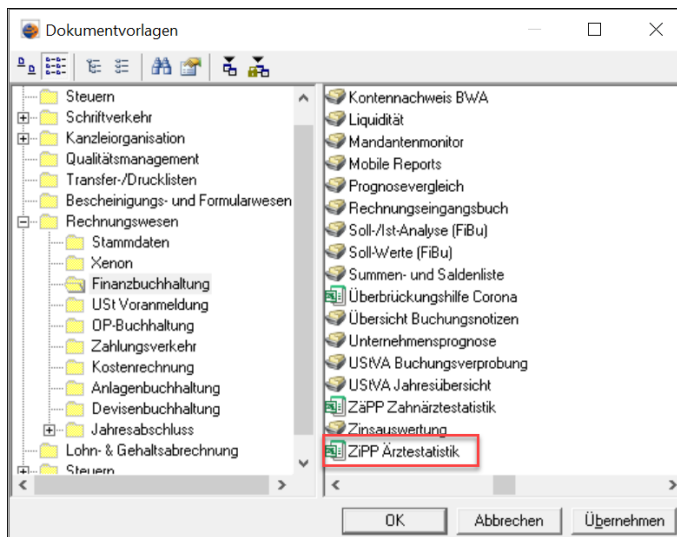 Dokumentvorlagen
Steuern
Schriftverkehr
Kanzleiorganisation
Qualitätsmanagement
Transfer-/Drucklisten
Bescheinigungs- und Formularwesen
Rechnungswesen
Stammdaten
Xenon
Finanzbuchhaltung
USt Voranmeldung
OP-Buchhaltung
Zahlungsverkehr
Kostenrechnung
Anlagenbuchhaltung
Devisenbuchhaltung
Jahresabschluss
Lohn- & Gehaltsabrechnung
Steuern
Kontennachweis BWA
Liquidität
Mandantenmonitor
Mobile Reports
Prognosevergleich
Rechnungseingangsbuch
Soll-/Ist-Analyse (FiBu)
Soll-Werte (FiBu)
Summen- und Saldenliste
Überbrückungshilfe Corona
Übersicht Buchungsnotizen
Unternehmensprognose
UStVA Buchungsverprobung
UStVA Jahresübersicht
ZäPP Zahnärztestatistik
Zinsauswertung
ZiPP Ärztestatistik
OK Abbrechen Übernehmen